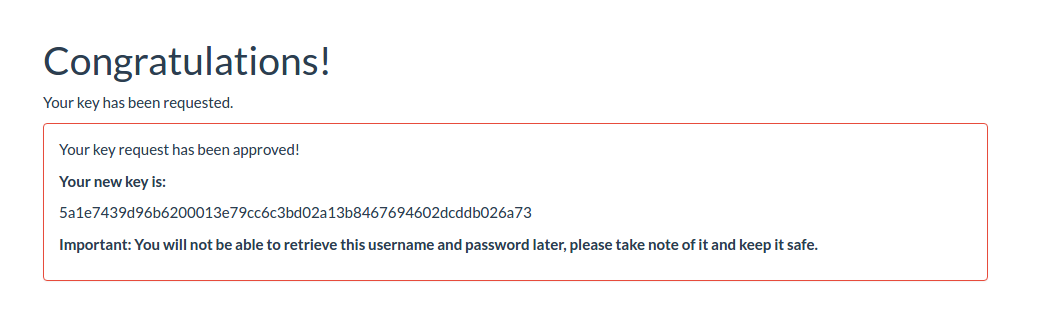 Congratulations!
Your key has been requested.
Your key request has been approved!
Your new key is:
5a1e7439d96b6200013e79cc6c3bd02a13b8467694602dcddb026a73
Important: You will not be able to retrieve this username and password later, please take note of it and keep it safe.